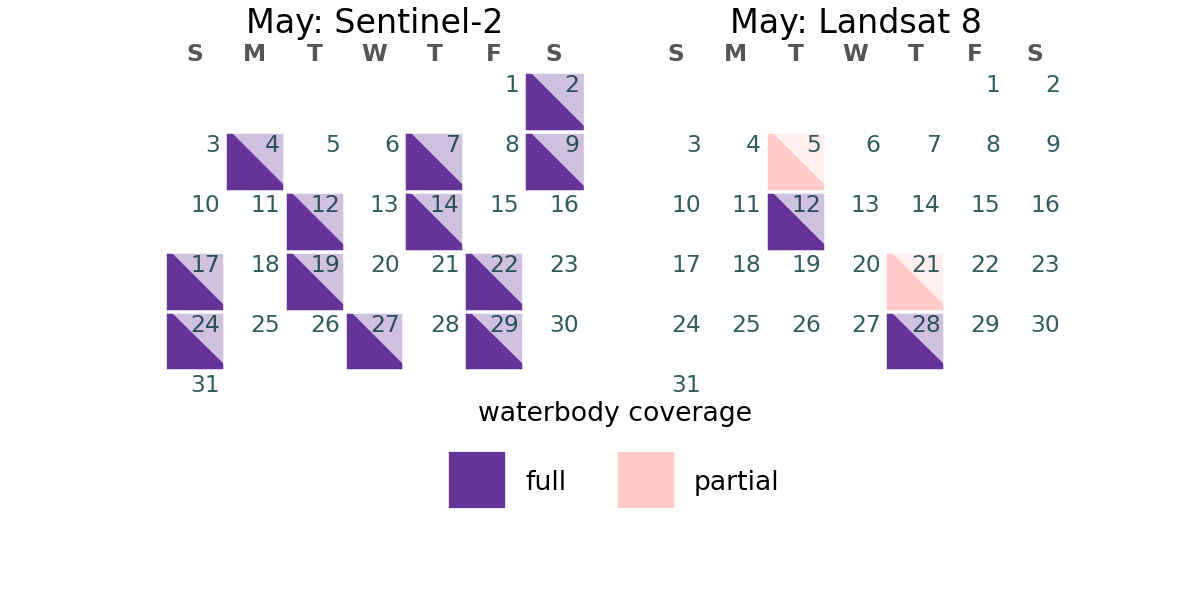 May: Sentinel-2
S M T W T F S
1 2
3 4 5 6 7 8 9
10 11 12 13 14 15 16
17 18 19 20 21 22 23
24 25 26 27 28 29 30
31
May: Landsat 8
S M T W T F S
1 2
3 4 5 6 7 8 9
10 11 12 13 14 15 16
17 18 19 20 21 22 23
24 25 26 27 28 29 30
31
waterbody coverage
full partial